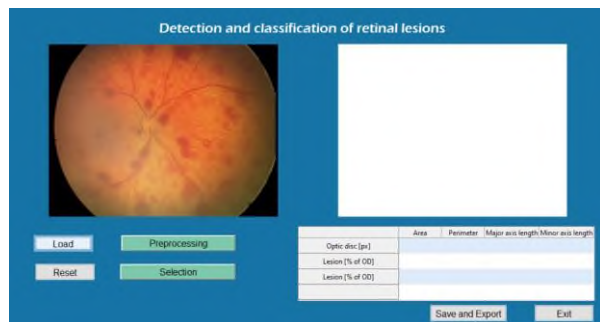 Detection and classification of retinal lesions
Load
Preprocessing
Reset
Selection
Area Perimeter Major axis length Minor axis length
Optic disc [px]
Lesion [% of OD]
Lesion [% of OD]
Save and Export
Exit